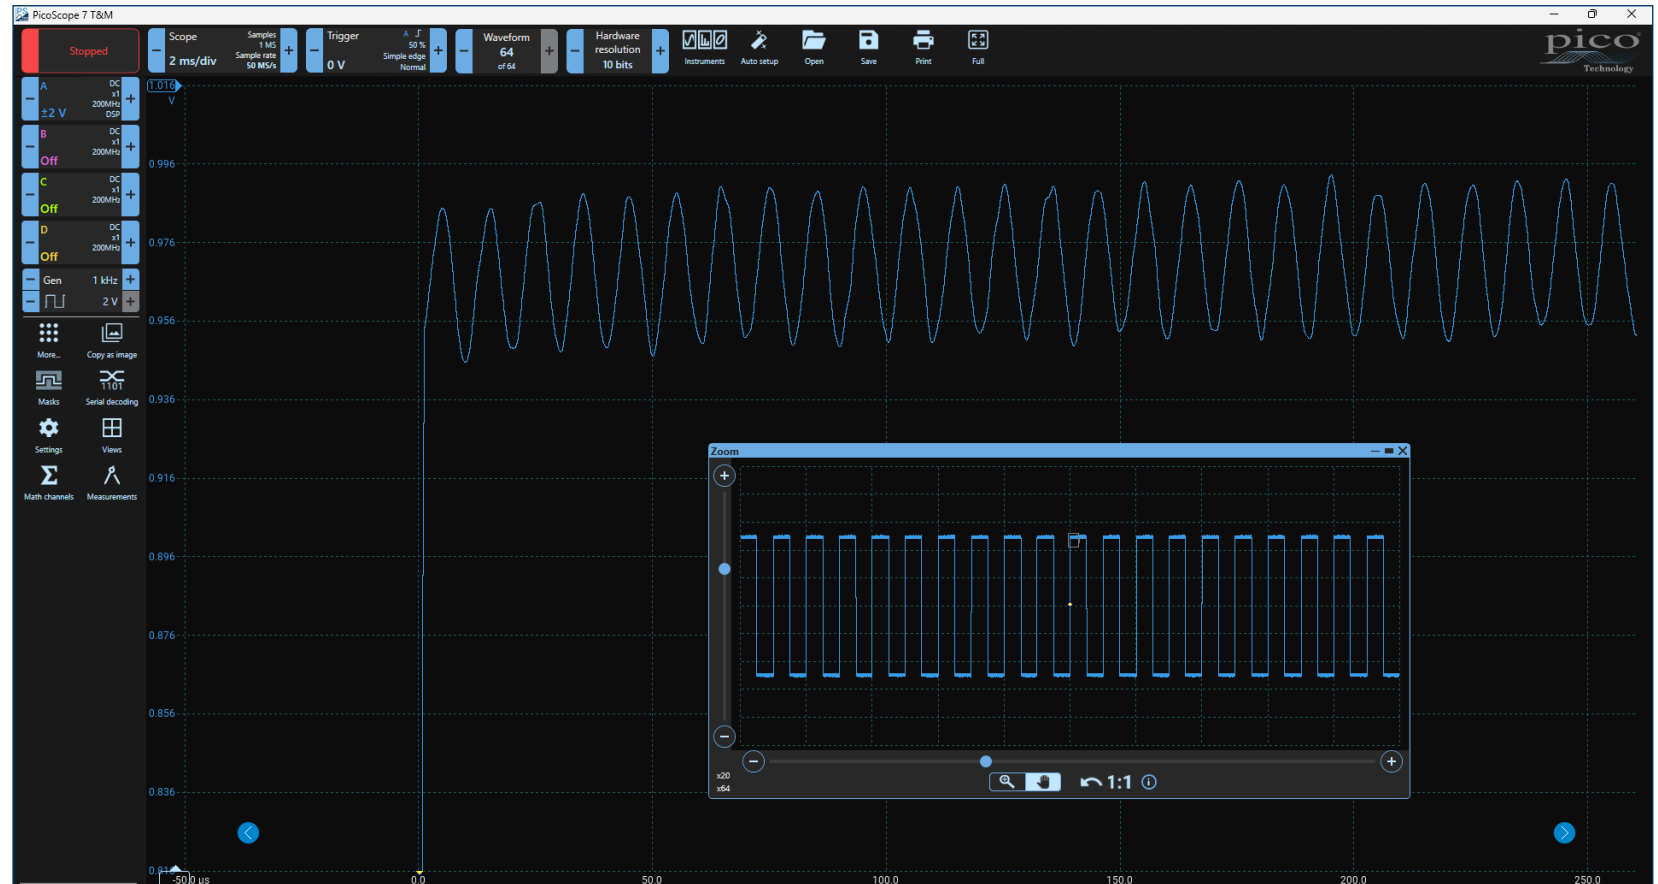 PicoScope 7 T&M
Stopped
Scope
2 ms/div
Samples
1 MS
Sample rate
50 MS/s
Trigger
0 V
A
50 %
Simple edge
Normal
Waveform
64
of 64
Hardware
resolution
10 bits
Instruments
Auto setup
Open
Save
Print
Full
pico
Technology
A
±2 V
DC
x1
200MHz
DSP
B
Off
DC
x1
200MHz
C
Off
DC
x1
200MHz
D
Off
DC
x1
200MHz
Gen
1 kHz
2 V
More...
Copy as image
Masks
1101
Serial decoding
Settings
Views
Math channels
Measurements
1.016
V
0.996
0.976
0.956
0.936
0.916
0.896
0.876
0.856
0.836
-50.0 µs
0.0
50.0
100.0
150.0
200.0
250.0
Zoom
x20
x64
1:1